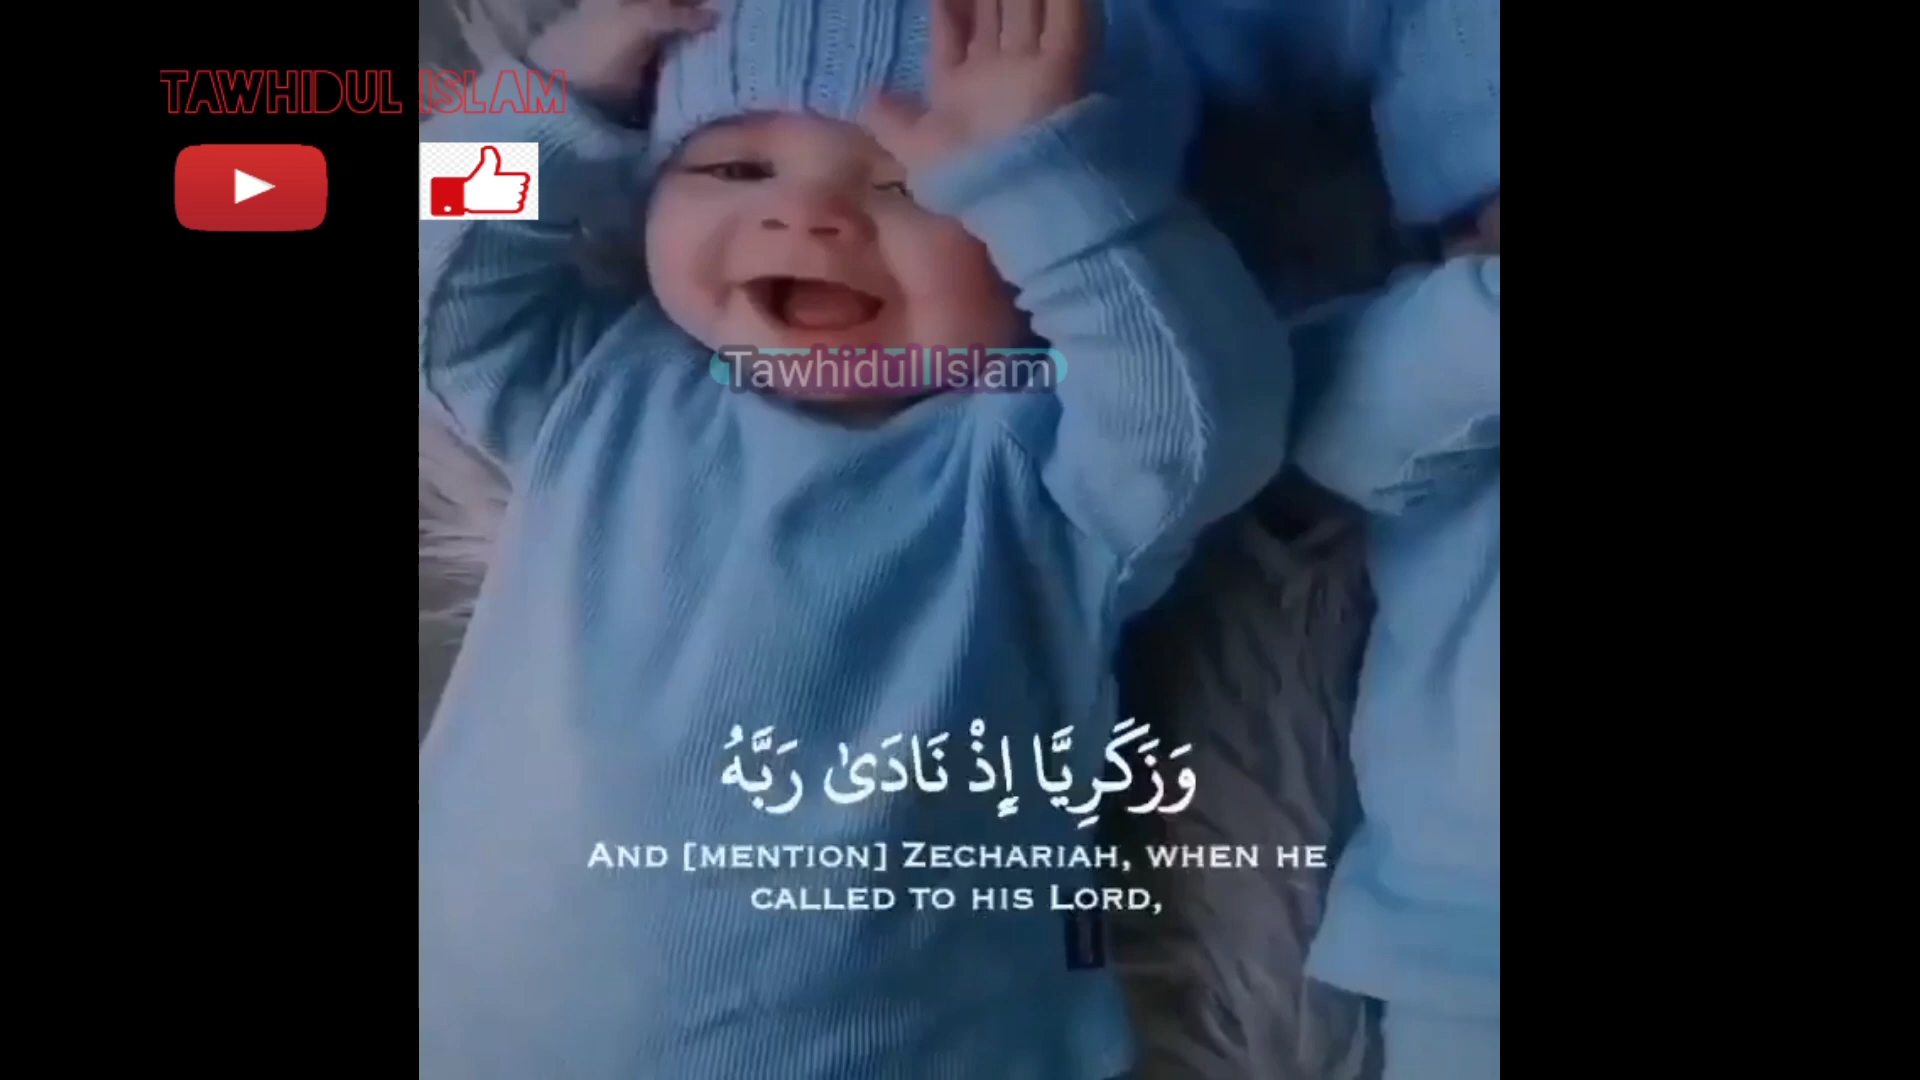 TAWHIDUL ISLAM
Tawhidul Islam
وَزَكَرِيَّا إِذْ نَادَىٰ رَبَّهُ
AND [MENTION] ZECHARIAH, WHEN HE
CALLED TO HIS LORD,